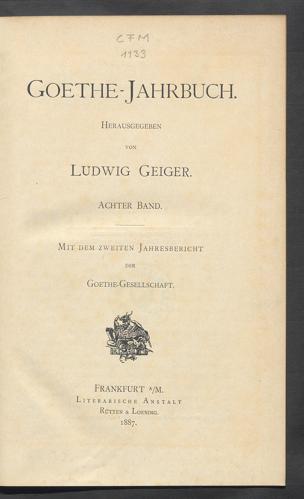 CFM
1133
GOETHE-JAHRBUCH.
HERAUSGEGEBEN
VON
LUDWIG GEIGER.
ACHTER BAND.
MIT DEM ZWEITEN JAHRESBERICHT
DER
GOETHE-GESELLSCHAFT.
FRANKFURT A/M.
LITERARISCHE ANSTALT
RÜTTEN & LOENING.
1887.